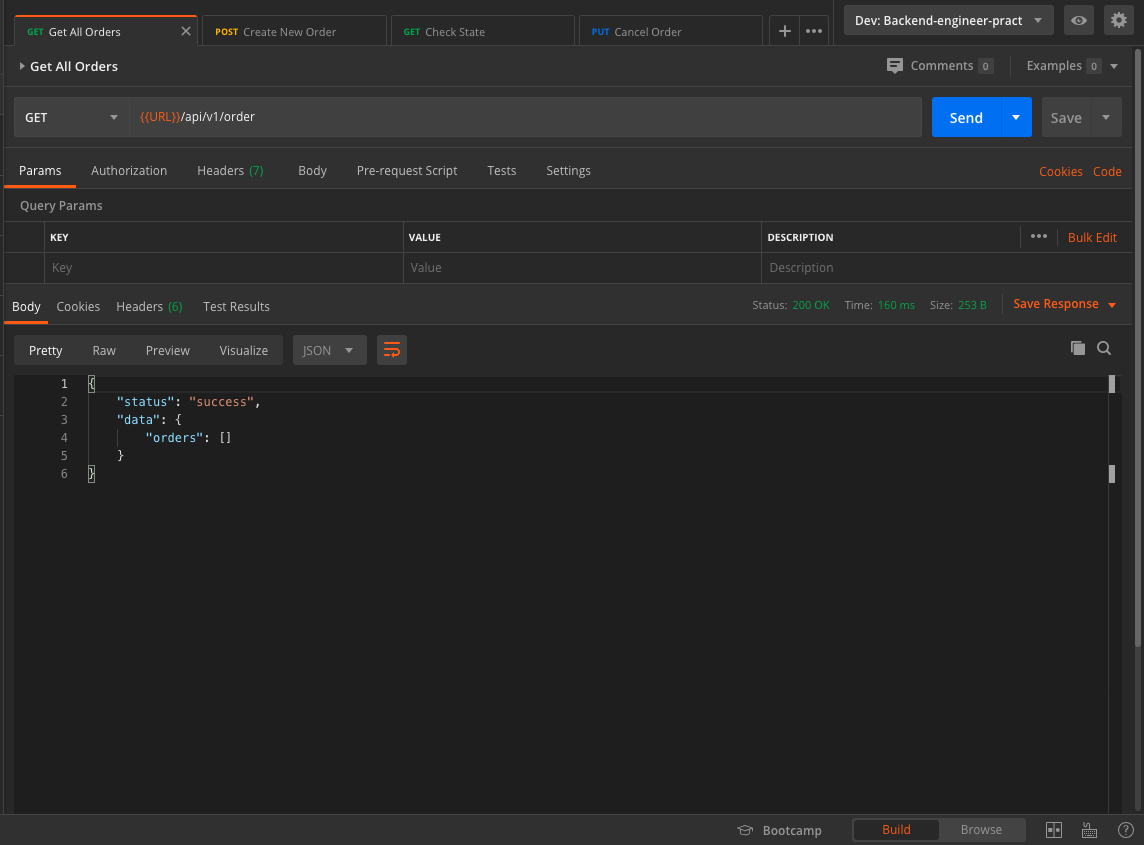 GET Get All Orders POST Create New Order GET Check State PUT Cancel Order Dev: Backend-engineer-pract
Get All Orders Comments 0 Examples 0
GET {{URL}}/api/v1/order Send Save
Params Authorization Headers (7) Body Pre-request Script Tests Settings Cookies Code
Query Params
KEY VALUE DESCRIPTION Bulk Edit
Key Value Description
Body Cookies Headers (6) Test Results Status: 200 OK Time: 160 ms Size: 253 B Save Response
Pretty Raw Preview Visualize JSON
1 {
2 "status": "success",
3 "data": {
4 "orders": []
5 }
6 }
Bootcamp Build Browse ?